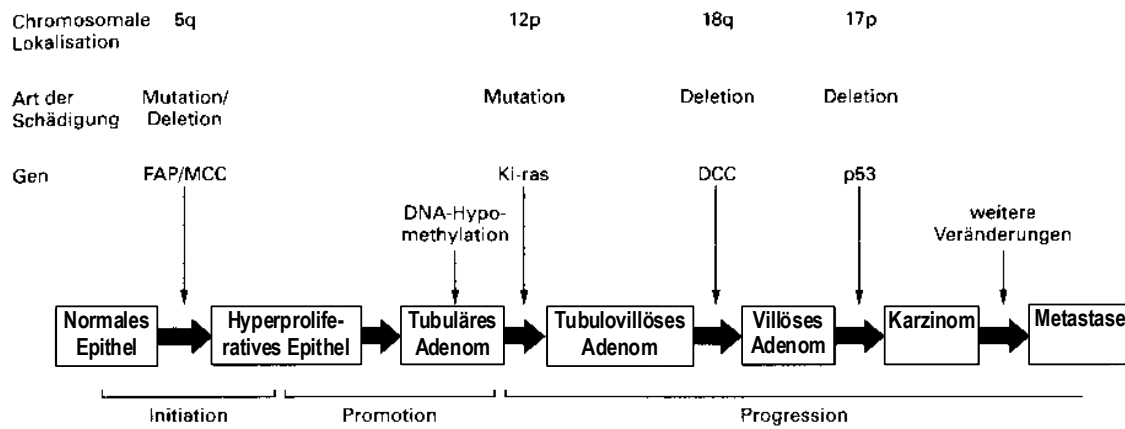 Chromosomale 5q 12p 18q 17p
Lokalisation
Art der Mutation/ Mutation Deletion Deletion
Schädigung Deletion
Gen FAP/MCC Ki-ras DCC p53
DNA-Hypo-
methylation
weitere
Veränderungen
Normales
Epithel
Hyperprolife-
ratives Epithel
Tubuläres
Adenom
Tubulovillöses
Adenom
Villöses
Adenom
Karzinom
Metastase
Initiation Promotion Progression